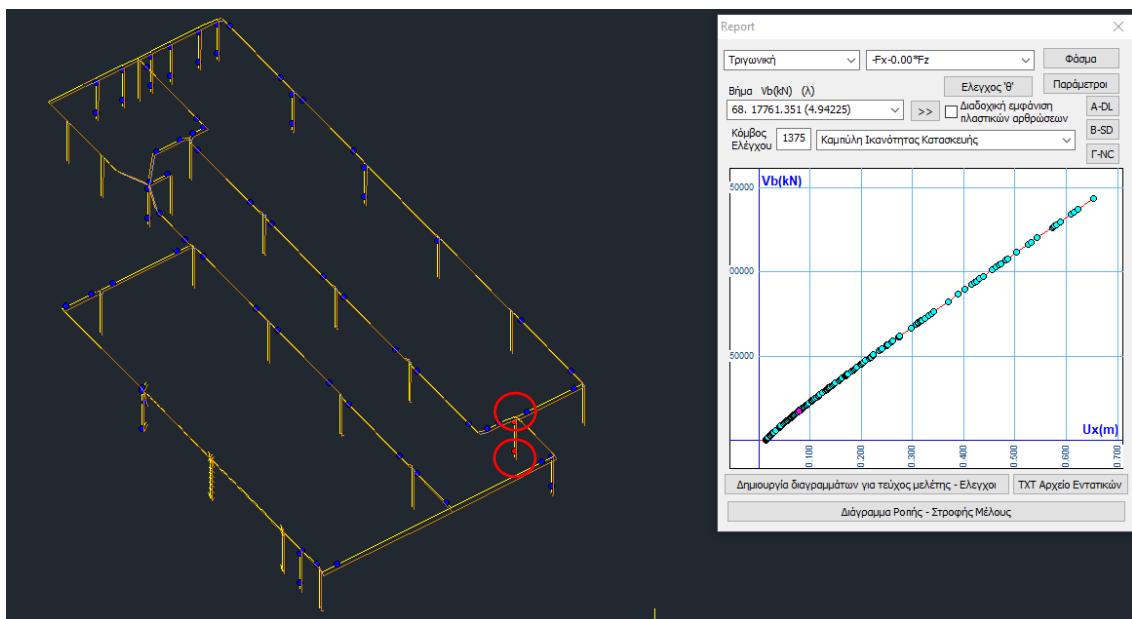 Report
Τριγωνική
-Fx-0.00*Fz
Φάσμα
Ελεγχος 'θ'
Παράμετροι
Βήμα Vb(kN) (λ)
68. 17761.351 (4.94225)
>>
Διαδοχική εμφάνιση
πλαστικών αρθρώσεων
A-DL
B-SD
Γ-NC
Κόμβος
Ελέγχου
1375
Καμπύλη Ικανότητας Κατασκευής
Vb(kN)
50000
00000
50000
Ux(m)
0.100
0.200
0.300
0.400
0.500
0.600
0.700
Δημιουργία διαγραμμάτων για τεύχος μελέτης - Ελεγχοι
TXT Αρχείο Εντατικών
Διάγραμμα Ροπής - Στροφής Μέλους